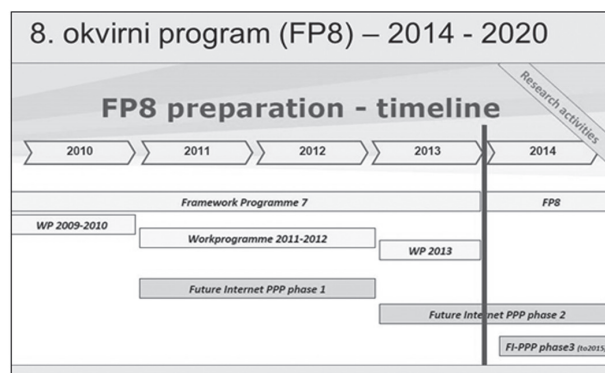 8. okvirni program (FP8) – 2014 - 2020
Research activities
FP8 preparation - timeline
2010 2011 2012 2013 2014
Framework Programme 7 FP8
WP 2009-2010
Workprogramme 2011-2012
WP 2013
Future Internet PPP phase 1
Future Internet PPP phase 2
FI-PPP phase3 (to2015)